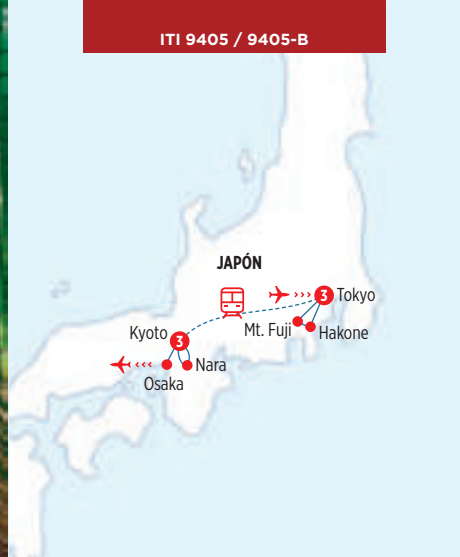 ITI 9405 / 9405-B
JAPÓN
3 Tokyo
Mt. Fuji
Hakone
Kyoto 3
Nara
Osaka